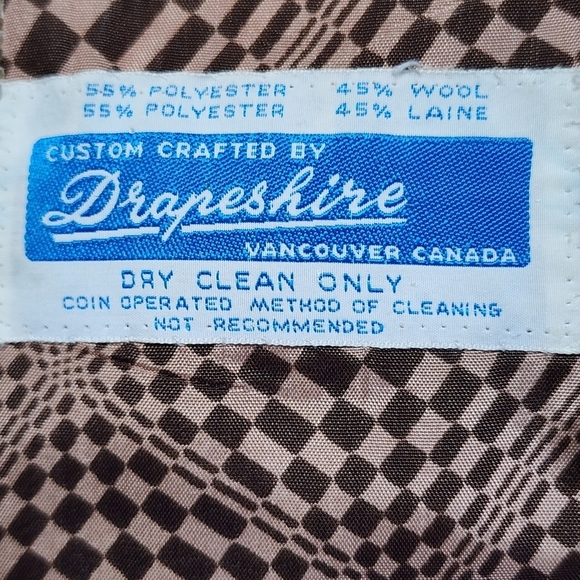 55% POLYESTER 45% WOOL
55% POLYESTER 45% LAINE
CUSTOM CRAFTED BY
Drapeshire
VANCOUVER CANADA
DRY CLEAN ONLY
COIN OPERATED METHOD OF CLEANING
NOT RECOMMENDED